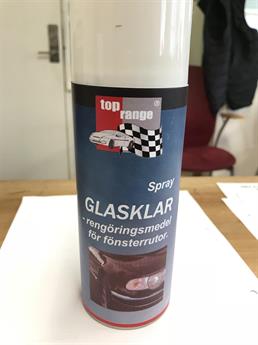 top
range
®
Spray
GLASKLAR
- rengöringsmedel
för fönsterrutor.